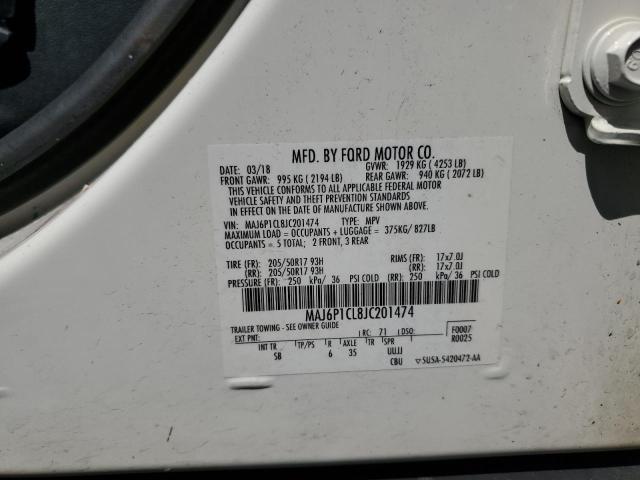 MFD. BY FORD MOTOR CO.
DATE: 03/18 GVWR: 1929 KG ( 4253 LB)
FRONT GAWR: 995 KG ( 2194 LB) REAR GAWR: 940 KG ( 2072 LB)
THIS VEHICLE CONFORMS TO ALL APPLICABLE FEDERAL MOTOR
VEHICLE SAFETY AND THEFT PREVENTION STANDARDS IN
EFFECT ON THE DATE OF MANUFACTURE SHOWN ABOVE.
VIN: MAJ6P1CL8JC201474 TYPE: MPV
MAXIMUM LOAD = OCCUPANTS + LUGGAGE = 375KG/ 827LB
OCCUPANTS = 5 TOTAL; 2 FRONT, 3 REAR
TIRE (FR): 205/50R17 93H RIMS (FR): 17x7.0J
(RR): 205/50R17 93H (RR): 17x7.0J
PRESSURE (FR): 250 kPa/ 36 PSI COLD (RR): 250 kPa/ 36 PSI COLD
MAJ6P1CL8JC201474
TRAILER TOWING - SEE OWNER GUIDE
EXT PNT: RC: 71 DSO: F0007
R0025
INT TR TP/PS R AXLE TR SPR UUJJ
5B 6 35 CBU ▽ 5U5A-5420472-AA